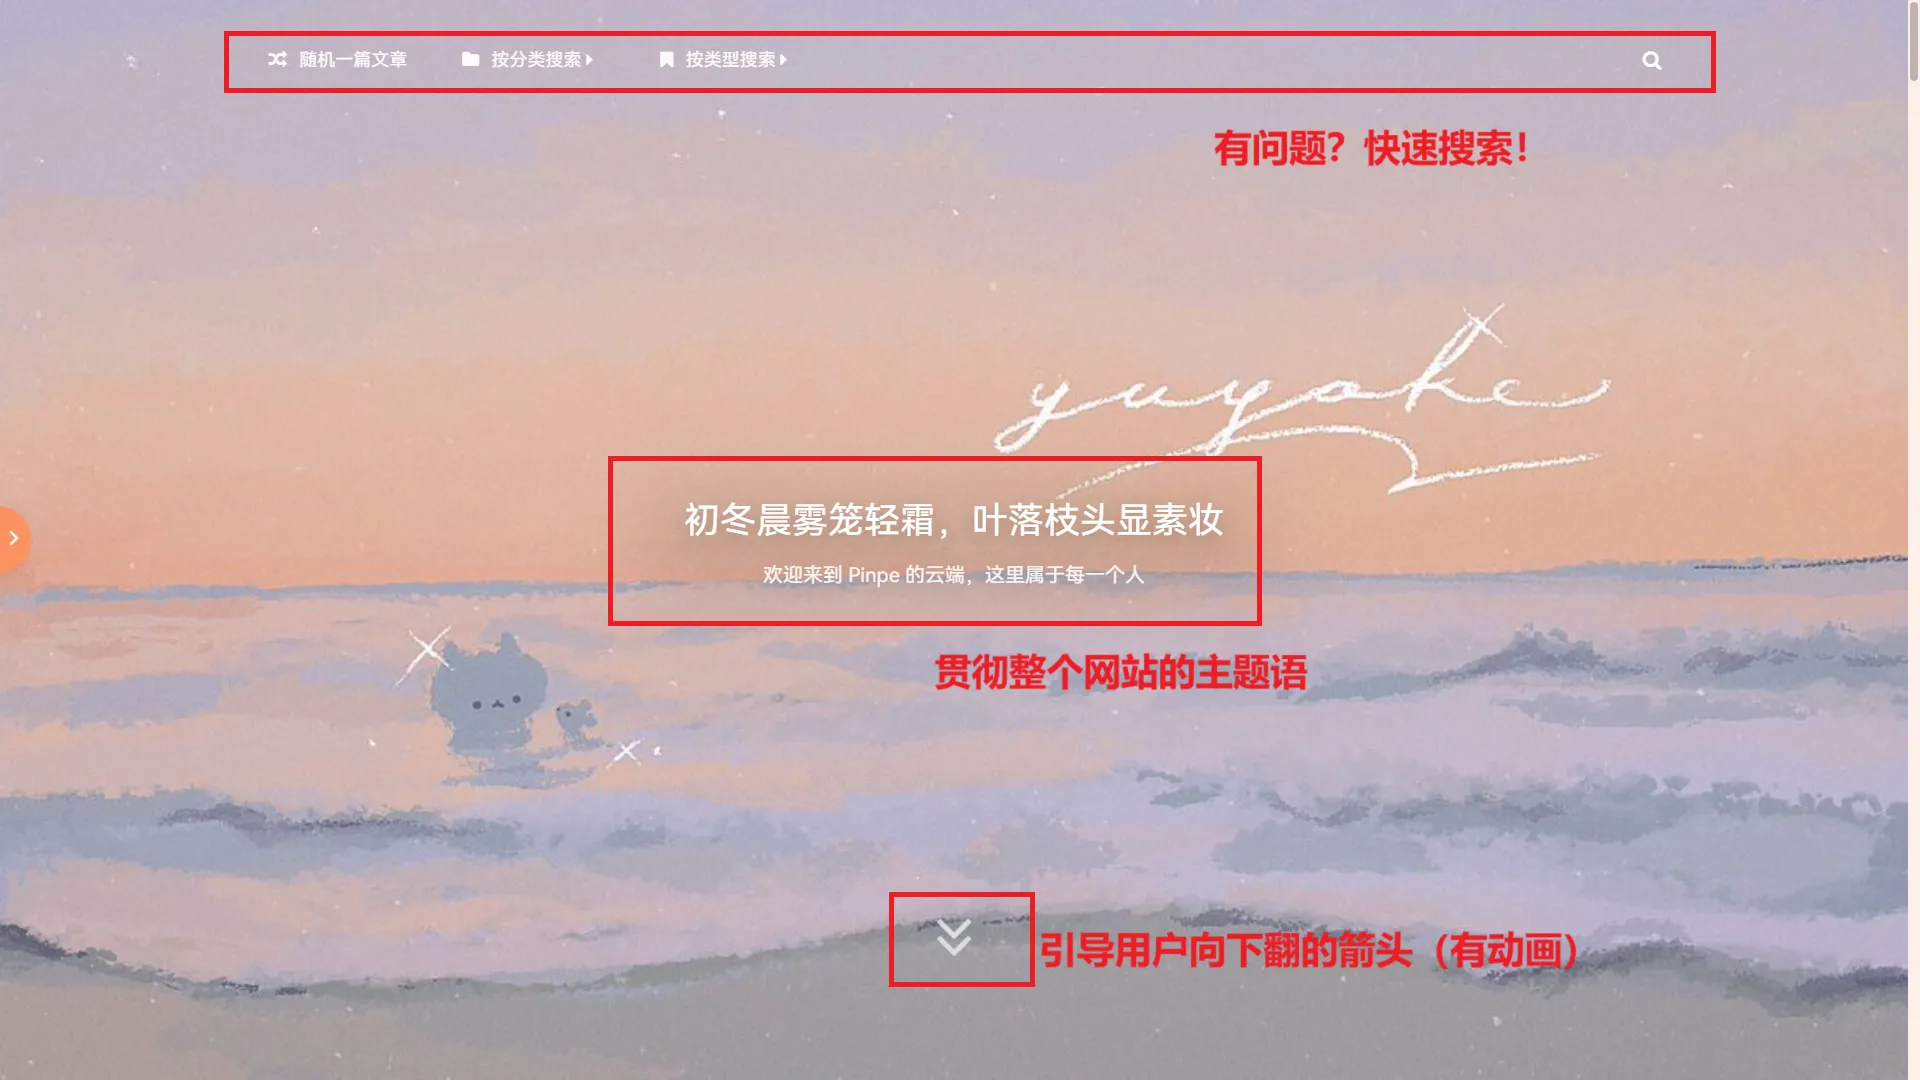 随机一篇文章 按分类搜索 按类型搜索
有问题？快速搜索！
yuyake
初冬晨雾笼轻霜，叶落枝头显素妆
欢迎来到 Pinpe 的云端，这里属于每一个人
贯彻整个网站的主题语
引导用户向下翻的箭头（有动画）